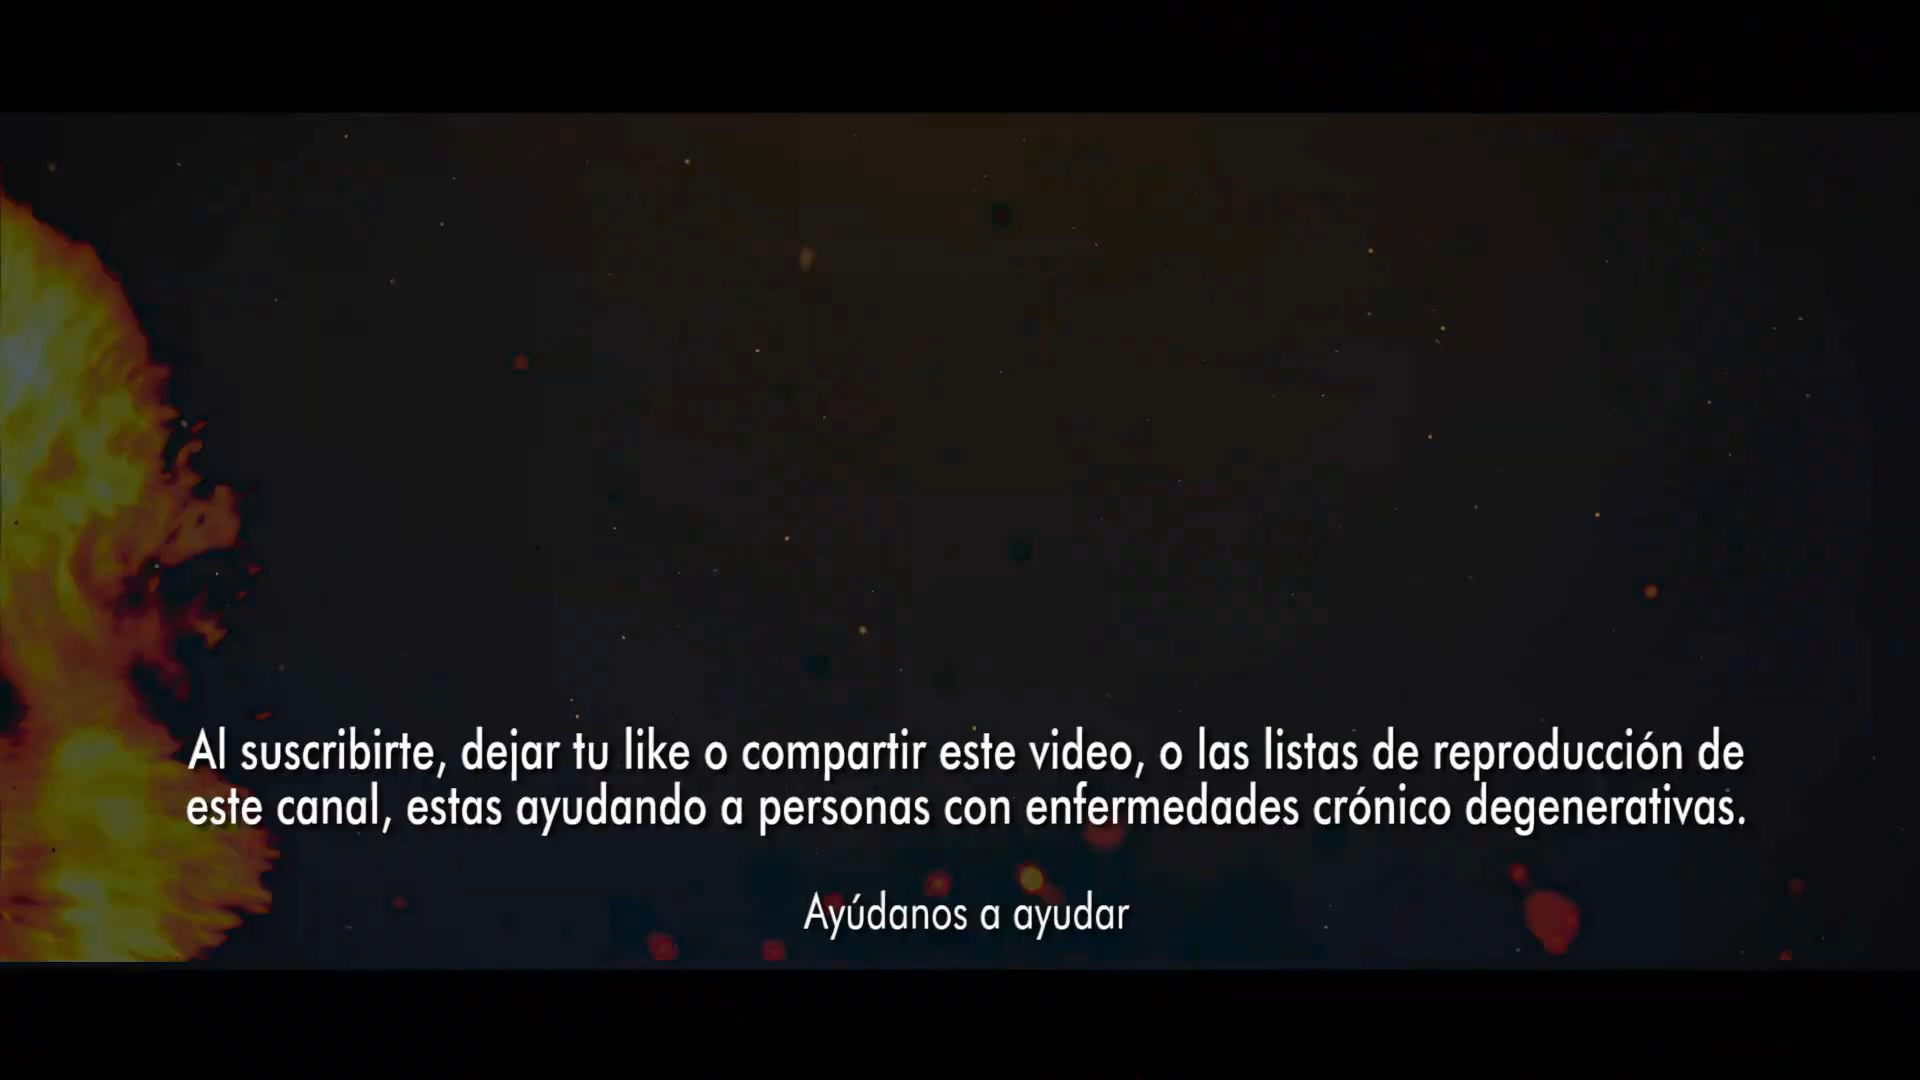 Al suscribirte, dejar tu like o compartir este video, o las listas de reproducción de
este canal, estas ayudando a personas con enfermedades crónico degenerativas.
Ayúdanos a ayudar